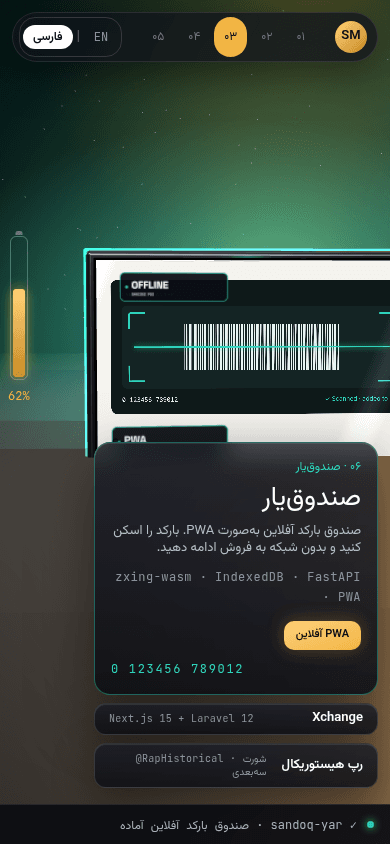 SM
۰۱
۰۲
۰۳
۰۴
۰۵
EN | فارسی
OFFLINE
0 123456 789012
✓ Scanned · added to
PWA
62%
۰۶ · صندوق‌یار
صندوق‌یار
صندوق بارکد آفلاین به‌صورت PWA. بارکد را اسکن
کنید و بدون شبکه به فروش ادامه دهید.
zxing-wasm · IndexedDB · FastAPI
· PWA
PWA آفلاین
0 123456 789012
Xchange
Next.js 15 + Laravel 12
رپ هیستوریکال
@RapHistorical · شورت
سه‌بعدی
✓ sandoq-yar · صندوق بارکد آفلاین آماده